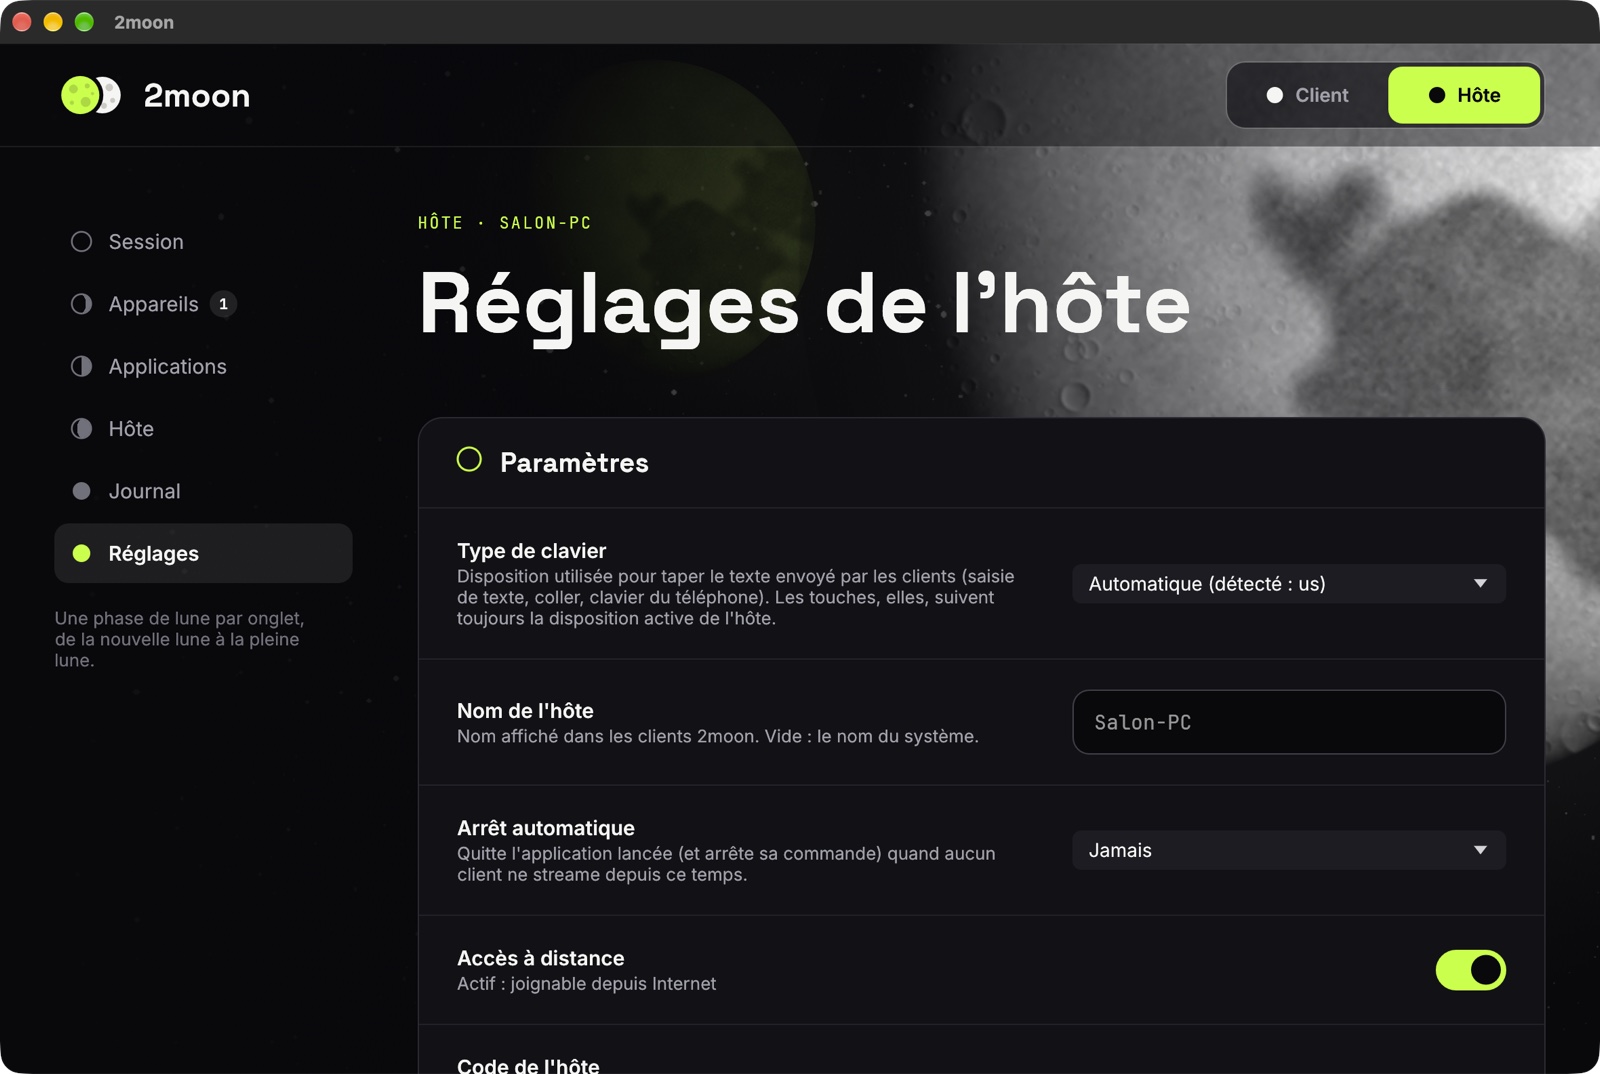 2moon
2moon
Client
Hôte
Session
Appareils 1
Applications
Hôte
Journal
Réglages
Une phase de lune par onglet,
de la nouvelle lune à la pleine
lune.
HÔTE · SALON-PC
Réglages de l’hôte
Paramètres
Type de clavier
Disposition utilisée pour taper le texte envoyé par les clients (saisie
de texte, coller, clavier du téléphone). Les touches, elles, suivent
toujours la disposition active de l'hôte.
Automatique (détecté : us)
Nom de l'hôte
Nom affiché dans les clients 2moon. Vide : le nom du système.
Salon-PC
Arrêt automatique
Quitte l'application lancée (et arrête sa commande) quand aucun
client ne streame depuis ce temps.
Jamais
Accès à distance
Actif : joignable depuis Internet
Code de l'hôte